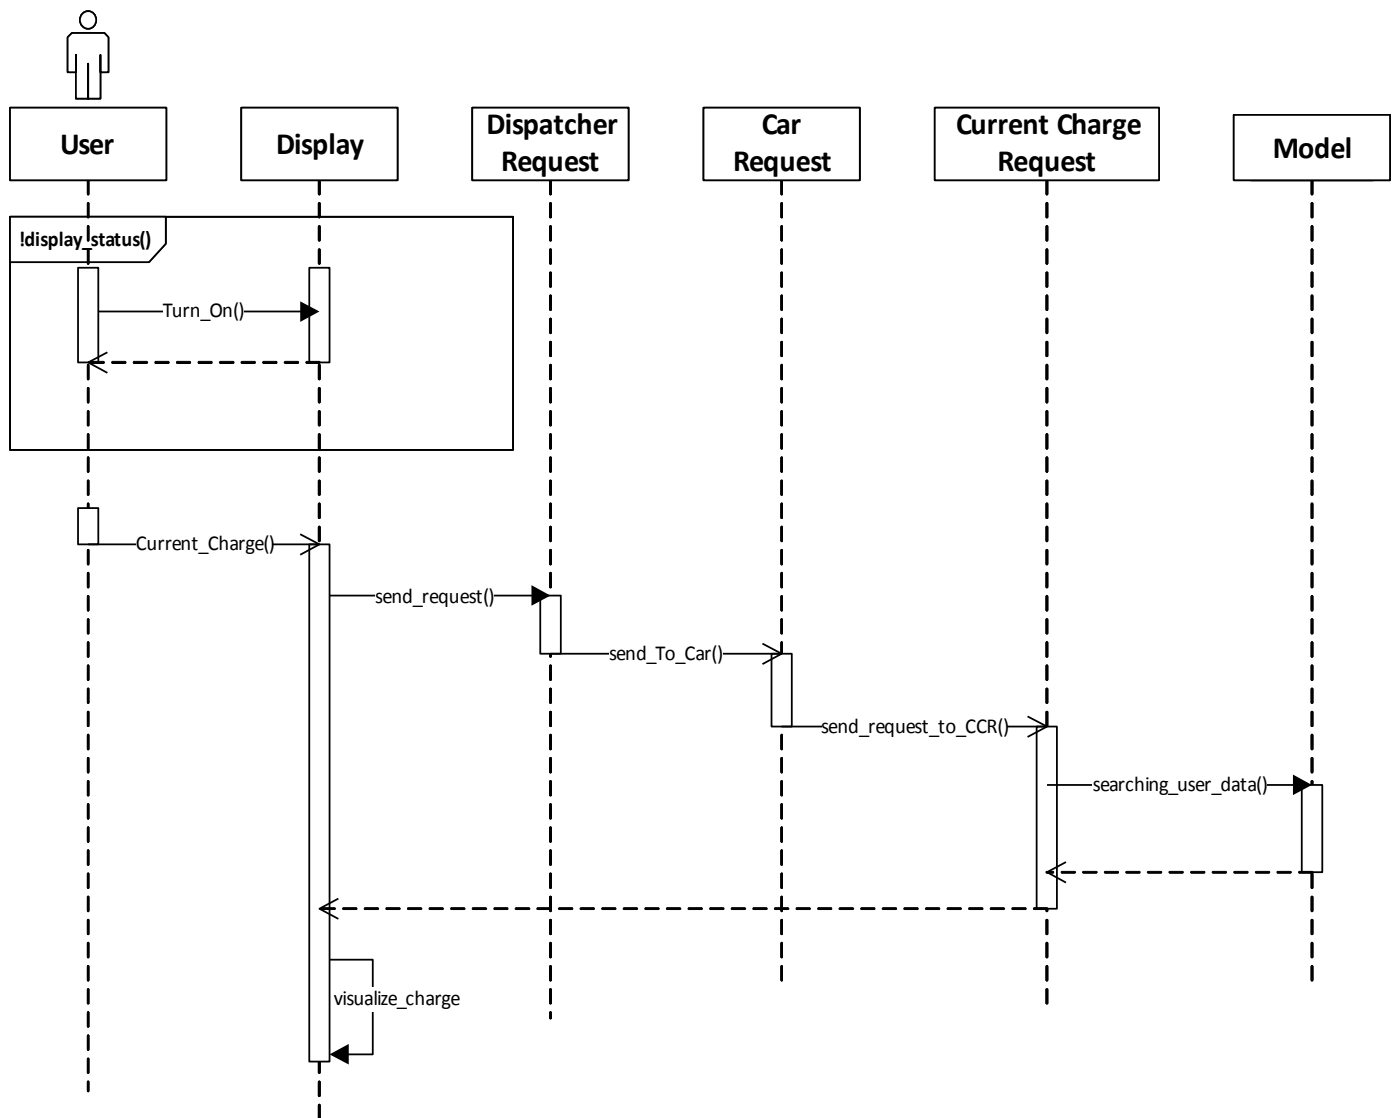 User
Display
Dispatcher
Request
Car
Request
Current Charge
Request
Model
!display_status()
Turn_On()
Current_Charge()
send_request()
send_To_Car()
send_request_to_CCR()
searching_user_data()
visualize_charge